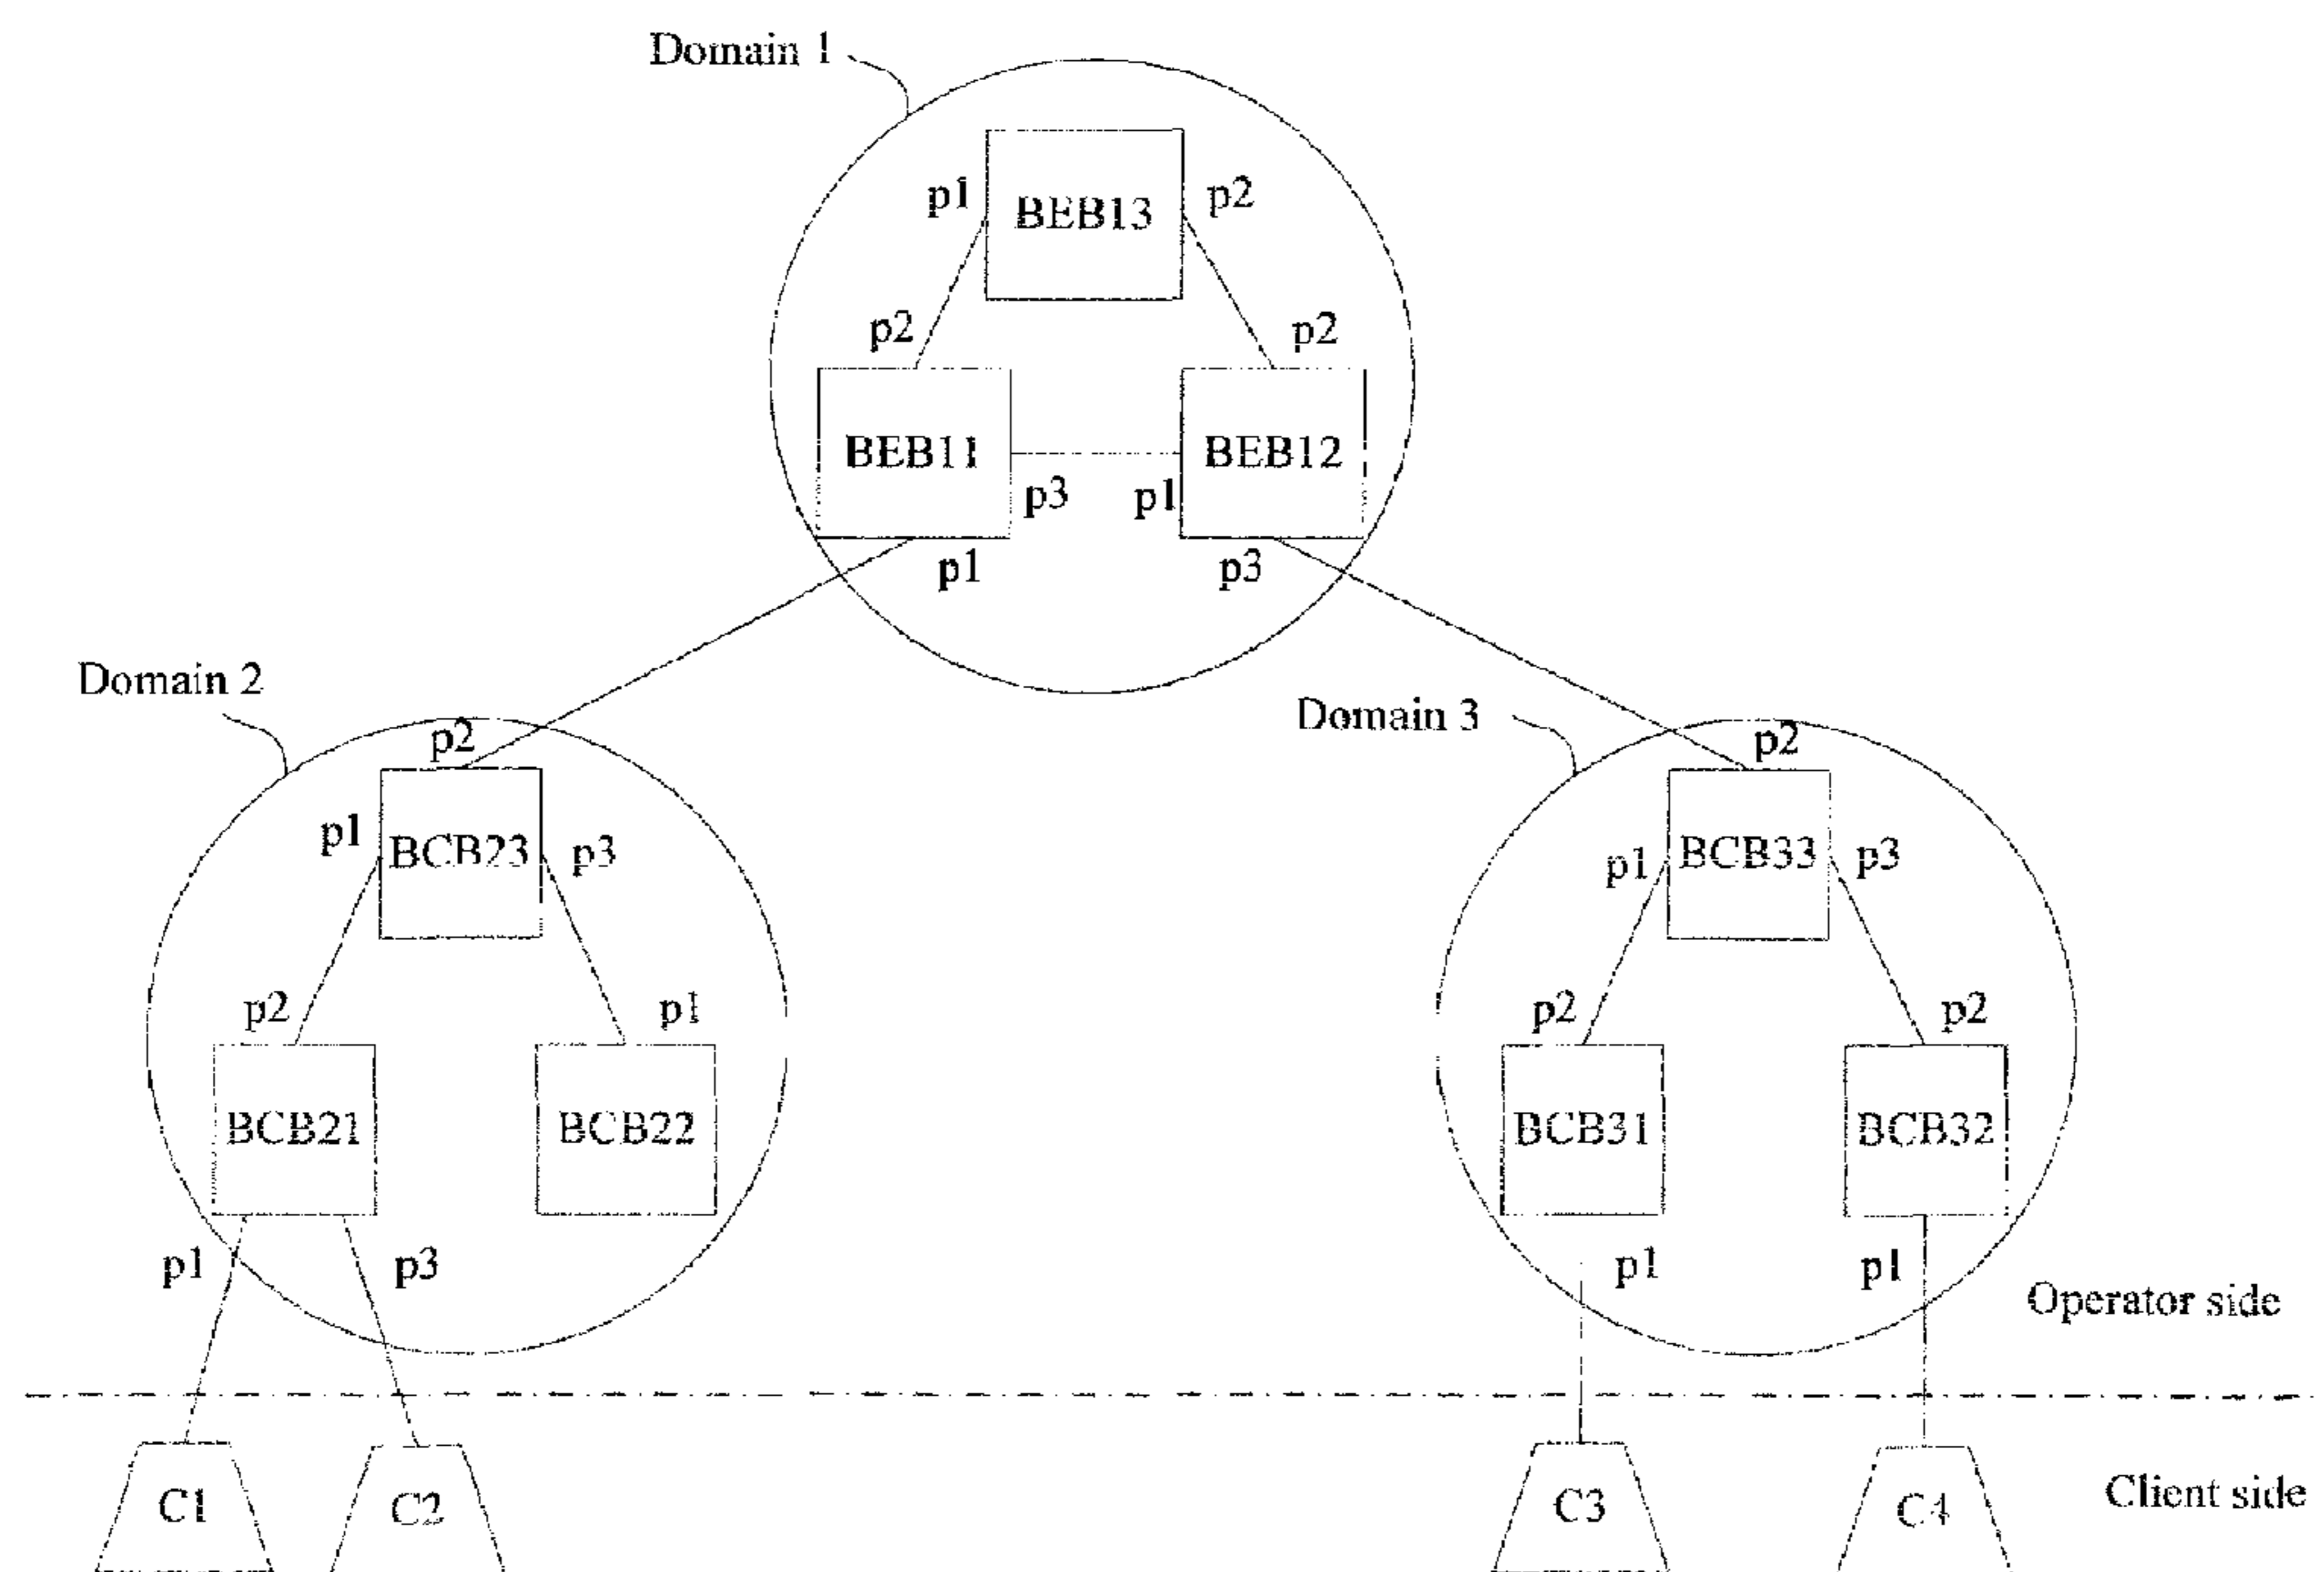 Domain 1
p1
BEB13
p2
p2
p2
BEB11
BEB12
p3
p1
p1
p3
Domain 2
Domain 3
p2
p2
p1
BCB23
p3
p1
BCB33
p3
p2
p1
p2
p2
BCB21
BCB22
BCB31
BCB32
p1
p3
p1
p1
Operator side
C1
C2
C3
C4
Client side